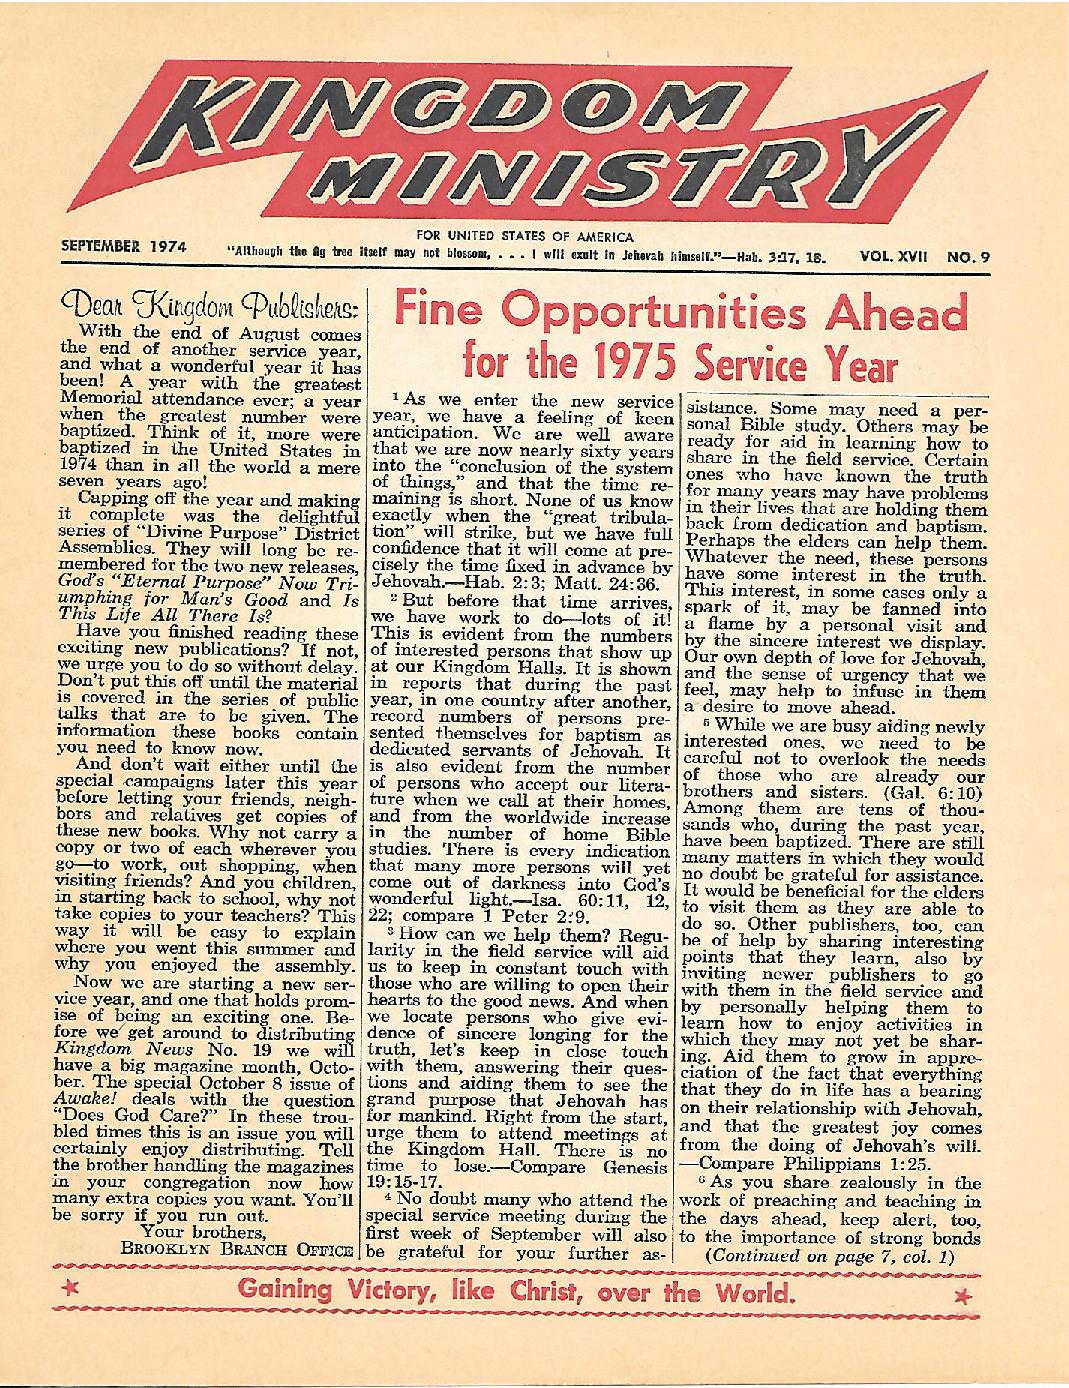 KINGDOM
MINISTRY
FOR UNITED STATES OF AMERICA
SEPTEMBER 1974
"Although the fig tree itself may not blossom, . . . I will exult in Jehovah himself."—Hab. 3:17, 18.
VOL. XVII NO. 9
Dear Kingdom Publishers:
With the end of August comes
the end of another service year,
and what a wonderful year it has
been! A year with the greatest
Memorial attendance ever; a year
when the greatest number were
baptized. Think of it, more were
baptized in the United States in
1974 than in all the world a mere
seven years ago!
Capping off the year and making
it complete was the delightful
series of "Divine Purpose" District
Assemblies. They will long be re-
membered for the two new releases,
God's "Eternal Purpose" Now Tri-
umphing for Man's Good and Is
This Life All There Is?
Have you finished reading these
exciting new publications? If not,
we urge you to do so without delay.
Don't put this off until the material
is covered in the series of public
talks that are to be given. The
information these books contain
you need to know now.
And don't wait either until the
special campaigns later this year
before letting your friends, neigh-
bors and relatives get copies of
these new books. Why not carry a
copy or two of each wherever you
go—to work, out shopping, when
visiting friends? And you children,
in starting back to school, why not
take copies to your teachers? This
way it will be easy to explain
where you went this summer and
why you enjoyed the assembly.
Now we are starting a new ser-
vice year, and one that holds prom-
ise of being an exciting one. Be-
fore we get around to distributing
Kingdom News No. 19 we will
have a big magazine month, Octo-
ber. The special October 8 issue of
Awake! deals with the question
"Does God Care?" In these trou-
bled times this is an issue you will
certainly enjoy distributing. Tell
the brother handling the magazines
in your congregation now how
many extra copies you want. You'll
be sorry if you run out.
Your brothers,
BROOKLYN BRANCH OFFICE
Fine Opportunities Ahead
for the 1975 Service Year
¹ As we enter the new service
year, we have a feeling of keen
anticipation. We are well aware
that we are now nearly sixty years
into the "conclusion of the system
of things," and that the time re-
maining is short. None of us know
exactly when the "great tribula-
tion" will strike, but we have full
confidence that it will come at pre-
cisely the time fixed in advance by
Jehovah.—Hab. 2:3; Matt. 24:36.
² But before that time arrives,
we have work to do—lots of it!
This is evident from the numbers
of interested persons that show up
at our Kingdom Halls. It is shown
in reports that during the past
year, in one country after another,
record numbers of persons pre-
sented themselves for baptism as
dedicated servants of Jehovah. It
is also evident from the number
of persons who accept our litera-
ture when we call at their homes,
and from the worldwide increase
in the number of home Bible
studies. There is every indication
that many more persons will yet
come out of darkness into God's
wonderful light.—Isa. 60:11, 12,
22; compare 1 Peter 2:9.
³ How can we help them? Regu-
larity in the field service will aid
us to keep in constant touch with
those who are willing to open their
hearts to the good news. And when
we locate persons who give evi-
dence of sincere longing for the
truth, let's keep in close touch
with them, answering their ques-
tions and aiding them to see the
grand purpose that Jehovah has
for mankind. Right from the start,
urge them to attend meetings at
the Kingdom Hall. There is no
time to lose.—Compare Genesis
19:15-17.
⁴ No doubt many who attend the
special service meeting during the
first week of September will also
be grateful for your further as-
sistance. Some may need a per-
sonal Bible study. Others may be
ready for aid in learning how to
share in the field service. Certain
ones who have known the truth
for many years may have problems
in their lives that are holding them
back from dedication and baptism.
Perhaps the elders can help them.
Whatever the need, these persons
have some interest in the truth.
This interest, in some cases only a
spark of it, may be fanned into
a flame by a personal visit and
by the sincere interest we display.
Our own depth of love for Jehovah,
and the sense of urgency that we
feel, may help to infuse in them
a desire to move ahead.
⁵ While we are busy aiding newly
interested ones, we need to be
careful not to overlook the needs
of those who are already our
brothers and sisters. (Gal. 6:10)
Among them are tens of thou-
sands who, during the past year,
have been baptized. There are still
many matters in which they would
no doubt be grateful for assistance.
It would be beneficial for the elders
to visit them as they are able to
do so. Other publishers, too, can
be of help by sharing interesting
points that they learn, also by
inviting newer publishers to go
with them in the field service and
by personally helping them to
learn how to enjoy activities in
which they may not yet be shar-
ing. Aid them to grow in appre-
ciation of the fact that everything
that they do in life has a bearing
on their relationship with Jehovah,
and that the greatest joy comes
from the doing of Jehovah's will.
—Compare Philippians 1:25.
⁶ As you share zealously in the
work of preaching and teaching in
the days ahead, keep alert, too,
to the importance of strong bonds
(Continued on page 7, col. 1)
* Gaining Victory, like Christ, over the World. *